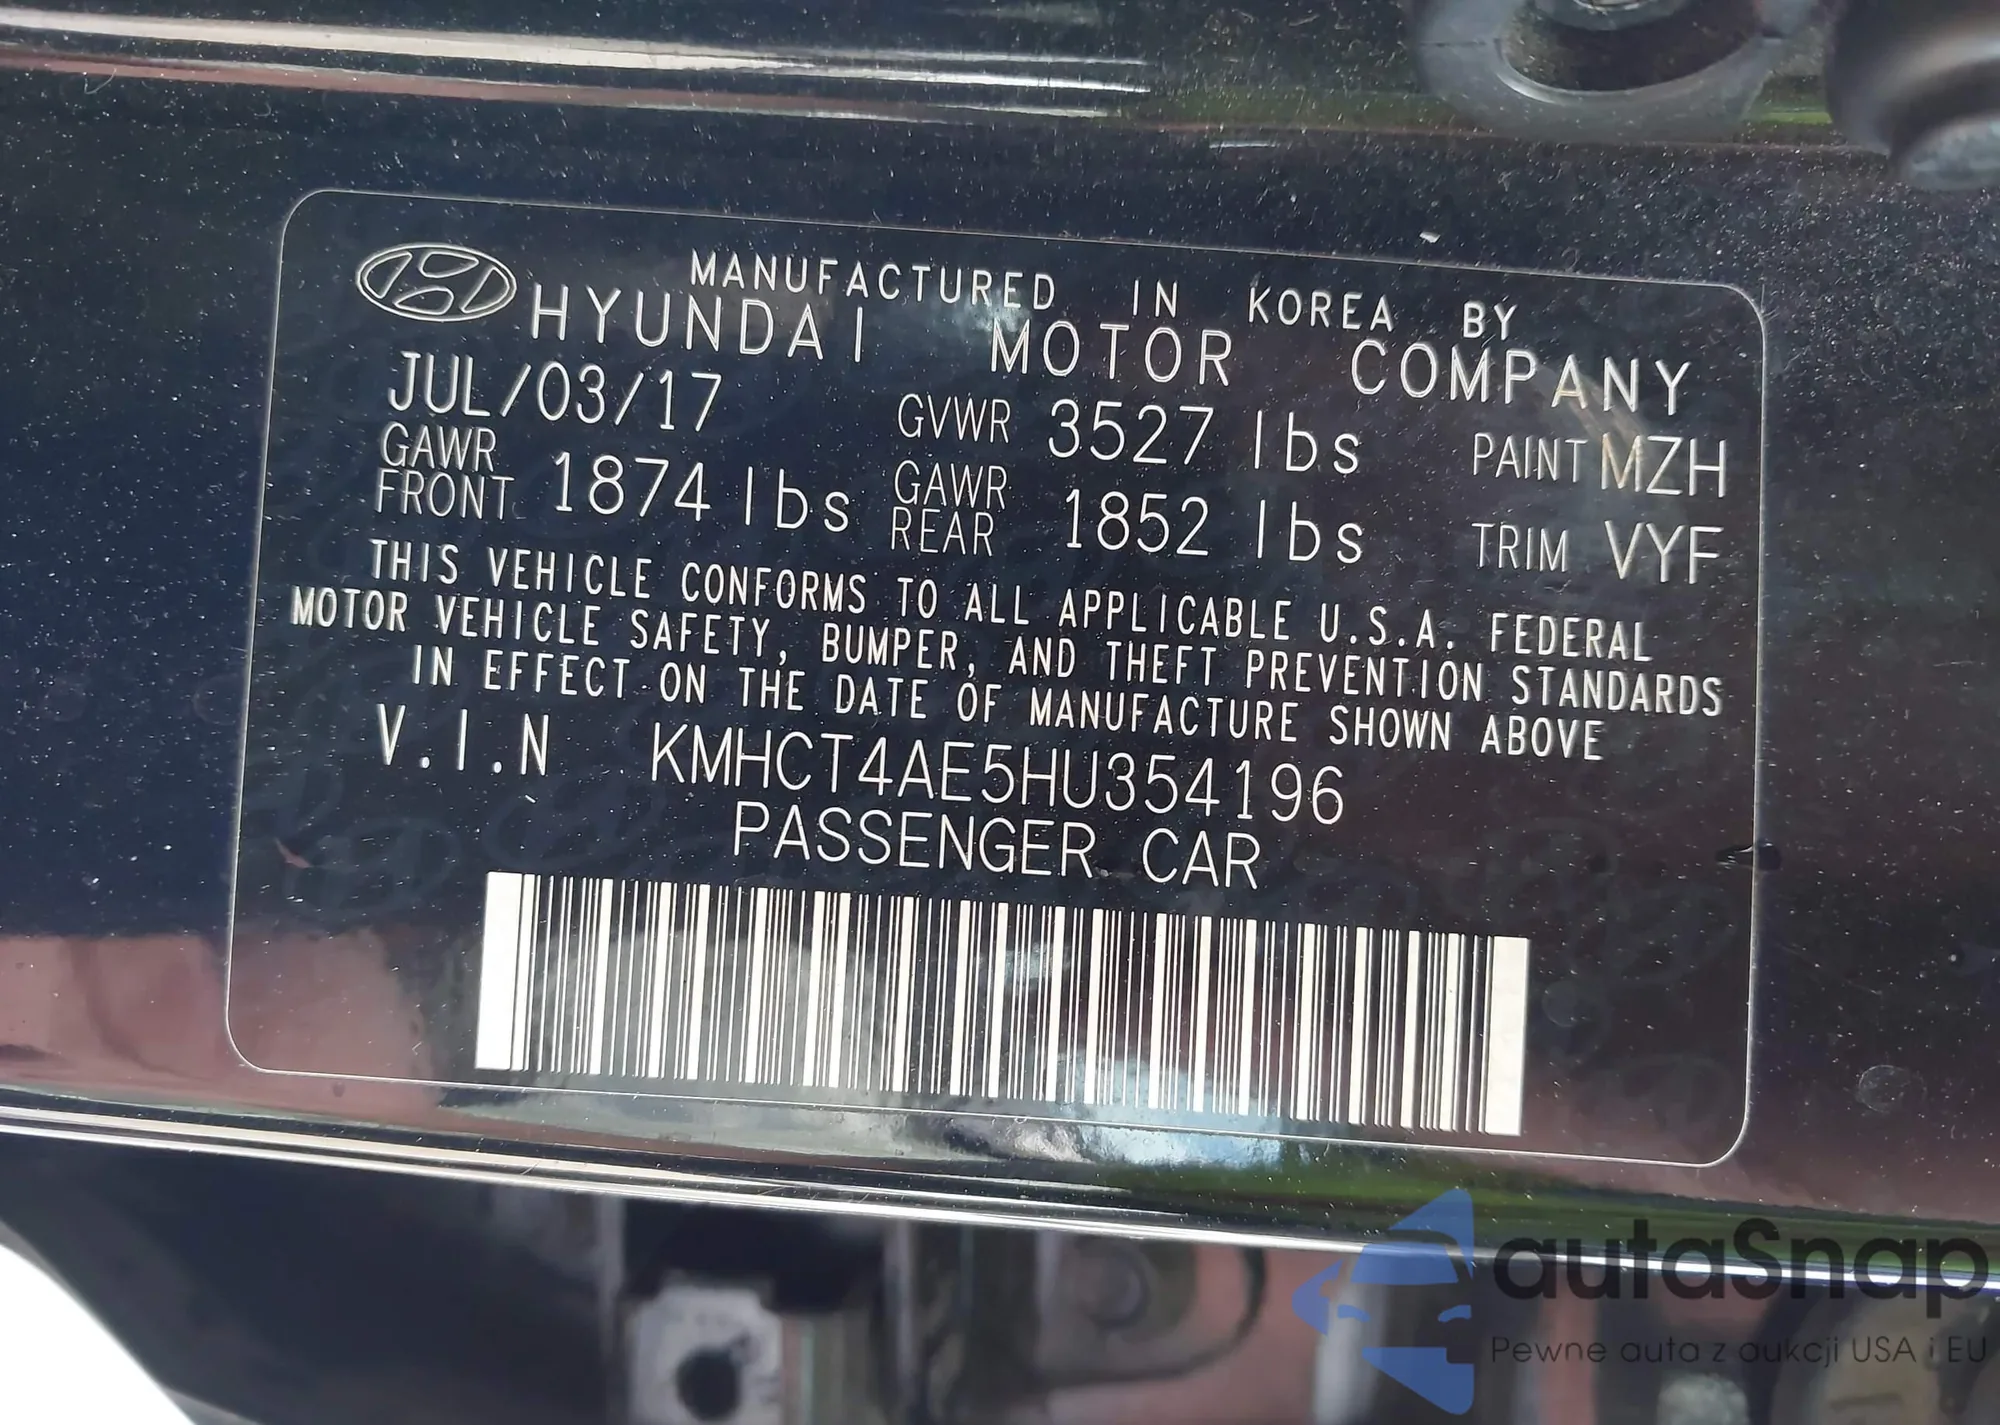 MANUFACTURED IN KOREA BY
HYUNDAI MOTOR COMPANY
JUL/03/17 GVWR 3527 lbs PAINT MZH
GAWR FRONT 1874 lbs GAWR REAR 1852 lbs TRIM VYF
THIS VEHICLE CONFORMS TO ALL APPLICABLE U.S.A. FEDERAL
MOTOR VEHICLE SAFETY, BUMPER, AND THEFT PREVENTION STANDARDS
IN EFFECT ON THE DATE OF MANUFACTURE SHOWN ABOVE
V.I.N KMHCT4AE5HU354196
PASSENGER CAR
autaSnap
Pewne auta z aukcji USA i EU